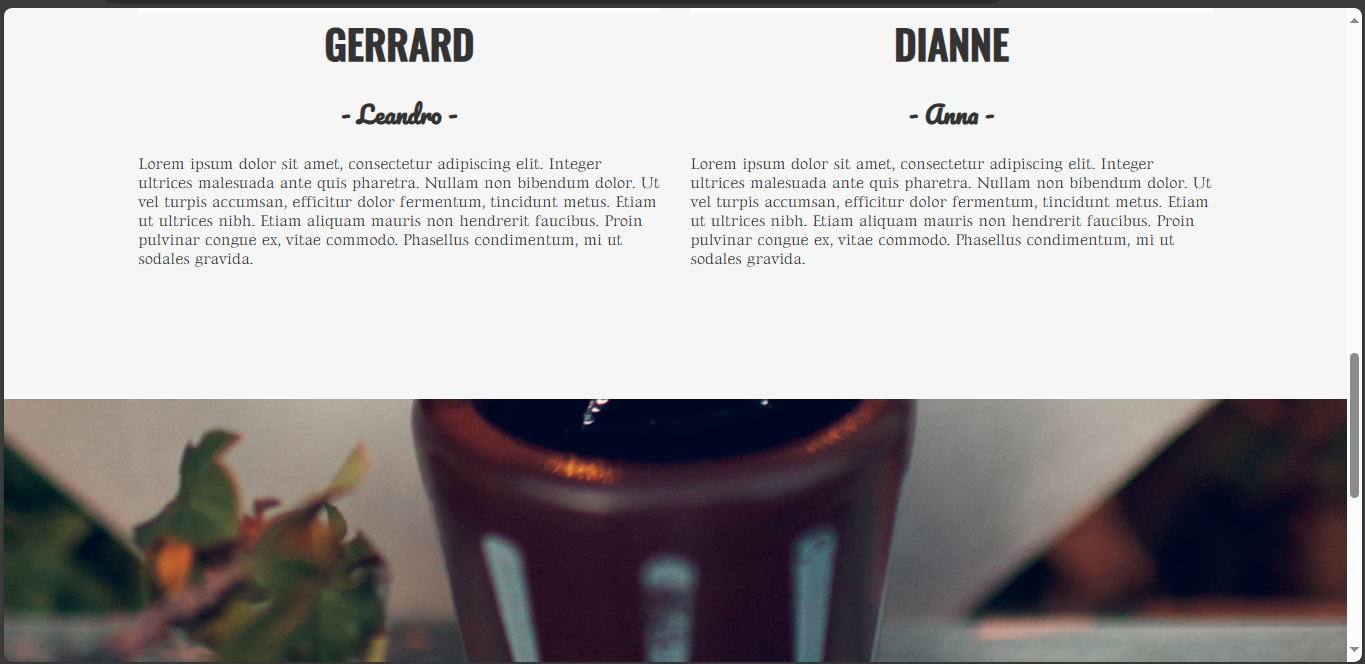 GERRARD
- Leandro -
Lorem ipsum dolor sit amet, consectetur adipiscing elit. Integer
ultrices malesuada ante quis pharetra. Nullam non bibendum dolor. Ut
vel turpis accumsan, efficitur dolor fermentum, tincidunt metus. Etiam
ut ultrices nibh. Etiam aliquam mauris non hendrerit faucibus. Proin
pulvinar congue ex, vitae commodo. Phasellus condimentum, mi ut
sodales gravida.
DIANNE
- Anna -
Lorem ipsum dolor sit amet, consectetur adipiscing elit. Integer
ultrices malesuada ante quis pharetra. Nullam non bibendum dolor. Ut
vel turpis accumsan, efficitur dolor fermentum, tincidunt metus. Etiam
ut ultrices nibh. Etiam aliquam mauris non hendrerit faucibus. Proin
pulvinar congue ex, vitae commodo. Phasellus condimentum, mi ut
sodales gravida.